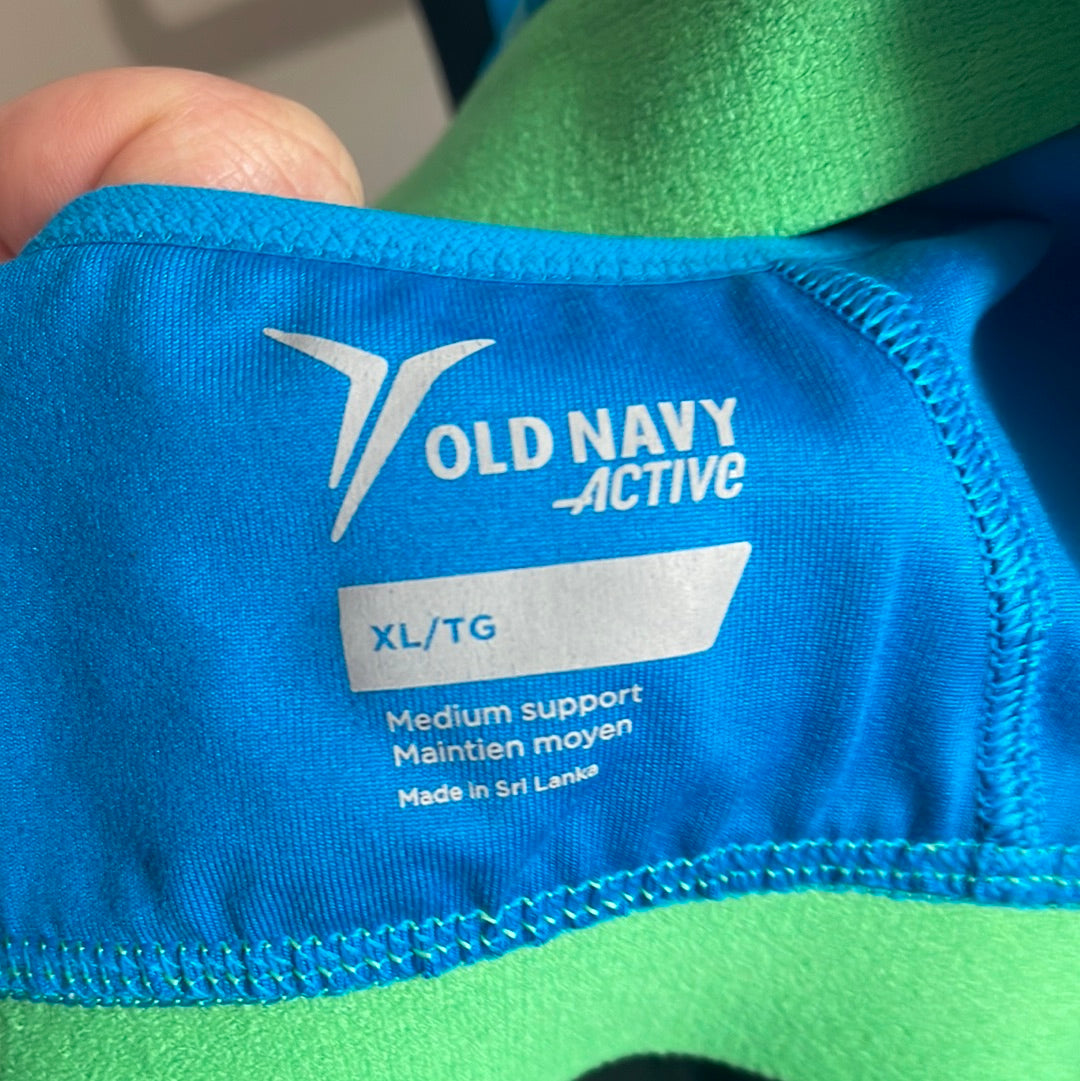 OLD NAVY
ACTIVE
XL/TG
Medium support
Maintien moyen
Made in Sri Lanka